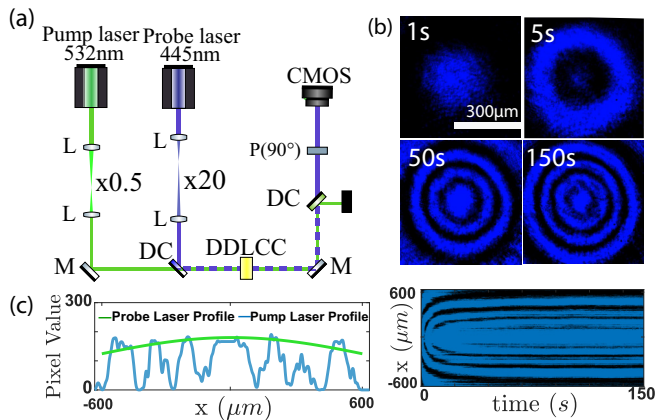 (a)
Pump laser
532nm
Probe laser
445nm
CMOS
L
L
P(90°)
x0.5
x20
DC
L
L
DC
DDLCC
M
M
(b)
1s
5s
300μm
50s
150s
(c)
300
Pixel Value
Probe Laser Profile
Pump Laser Profile
0
-600
0
600
x (μm)
600
x (μm)
-600
0
150
time (s)